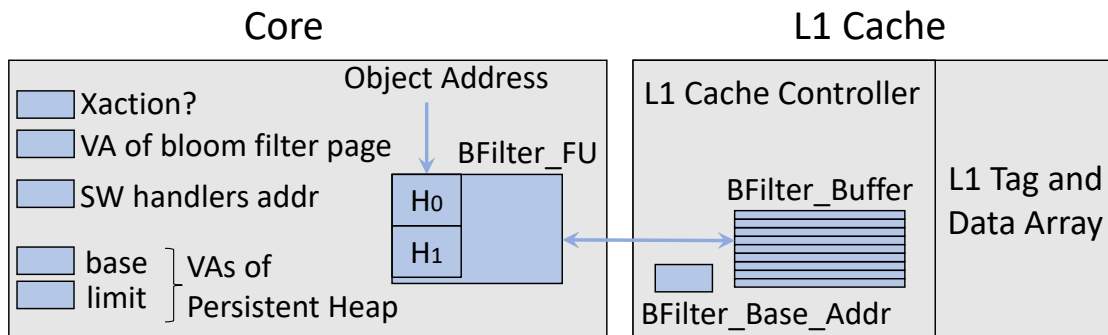 Core
L1 Cache
Object Address
Xaction?
VA of bloom filter page
SW handlers addr
base
limit
VAs of
Persistent Heap
BFilter_FU
H0
H1
L1 Cache Controller
BFilter_Buffer
BFilter_Base_Addr
L1 Tag and
Data Array